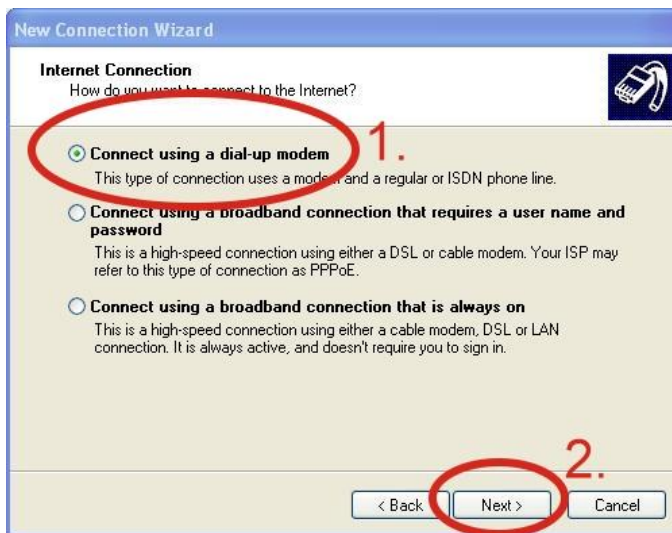 New Connection Wizard
Internet Connection
How do you want to connect to the Internet?
Connect using a dial-up modem 1.
This type of connection uses a modem and a regular or ISDN phone line.
Connect using a broadband connection that requires a user name and
password
This is a high-speed connection using either a DSL or cable modem. Your ISP may
refer to this type of connection as PPPoE.
Connect using a broadband connection that is always on
This is a high-speed connection using either a cable modem, DSL or LAN
connection. It is always active, and doesn't require you to sign in.
2.
< Back Next > Cancel